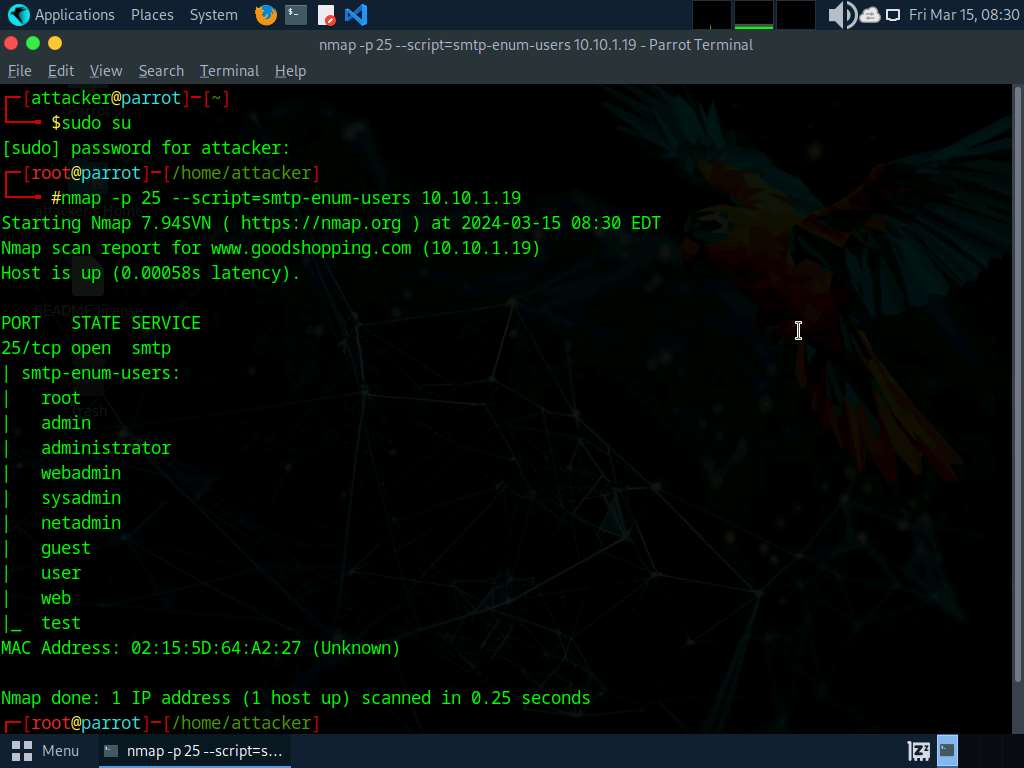 Applications Places System Fri Mar 15, 08:30
nmap -p 25 --script=smtp-enum-users 10.10.1.19 - Parrot Terminal
File Edit View Search Terminal Help
┌─[attacker@parrot]─[~]
└──╼ $sudo su
[sudo] password for attacker:
┌─[root@parrot]─[/home/attacker]
└──╼ #nmap -p 25 --script=smtp-enum-users 10.10.1.19
Starting Nmap 7.94SVN ( https://nmap.org ) at 2024-03-15 08:30 EDT
Nmap scan report for www.goodshopping.com (10.10.1.19)
Host is up (0.00058s latency).
PORT   STATE SERVICE
25/tcp open  smtp
| smtp-enum-users:
|   root
|   admin
|   administrator
|   webadmin
|   sysadmin
|   netadmin
|   guest
|   user
|   web
|_  test
MAC Address: 02:15:5D:64:A2:27 (Unknown)
Nmap done: 1 IP address (1 host up) scanned in 0.25 seconds
┌─[root@parrot]─[/home/attacker]
Menu nmap -p 25 --script=s...